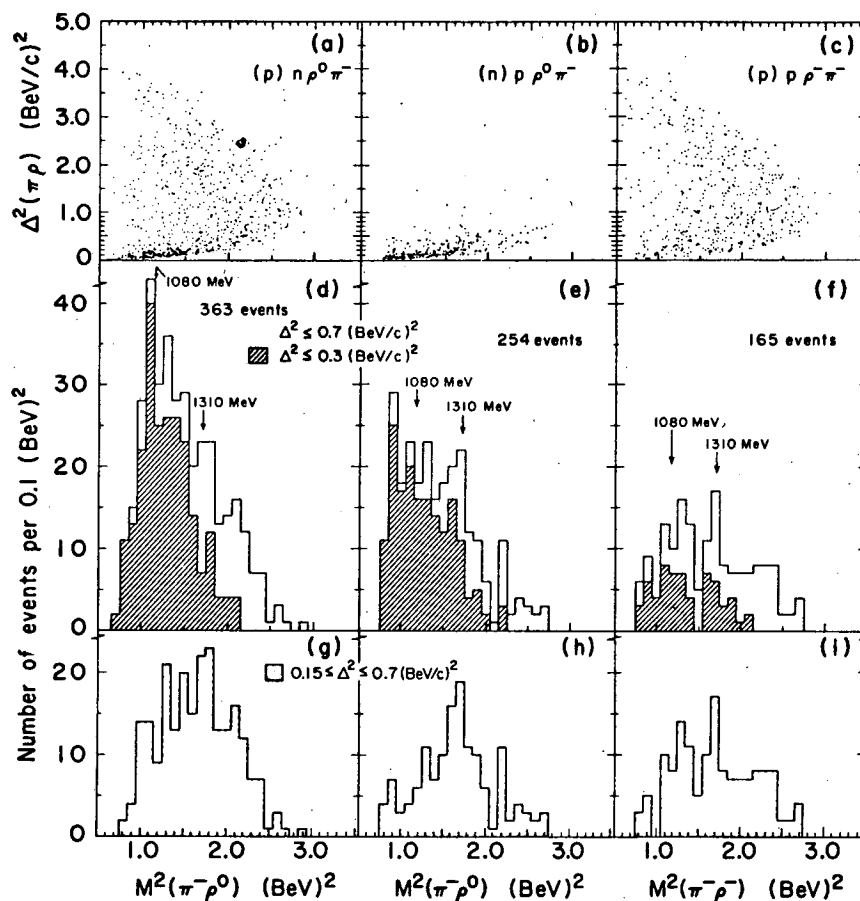 5.0
4.0
3.0
2.0
1.0
0
Δ²(πρ) (BeV/c)²
(a)
(p) n ρ⁰ π⁻
(b)
(n) p ρ⁰ π⁻
(c)
(p) p ρ⁻ π⁻
40
30
20
10
0
20
10
0
Number of events per 0.1 (BeV)²
1080 MeV
(d)
363 events
Δ² ≤ 0.7 (BeV/c)²
Δ² ≤ 0.3 (BeV/c)²
1310 MeV
(e)
254 events
1080 MeV
1310 MeV
(f)
165 events
1080 MeV
1310 MeV
(g)
0.15 ≤ Δ² ≤ 0.7 (BeV/c)²
(h)
(i)
1.0 2.0 3.0 1.0 2.0 3.0 1.0 2.0 3.0
M²(π⁻ρ⁰) (BeV)² M²(π⁻ρ⁰) (BeV)² M²(π⁻ρ⁻) (BeV)²